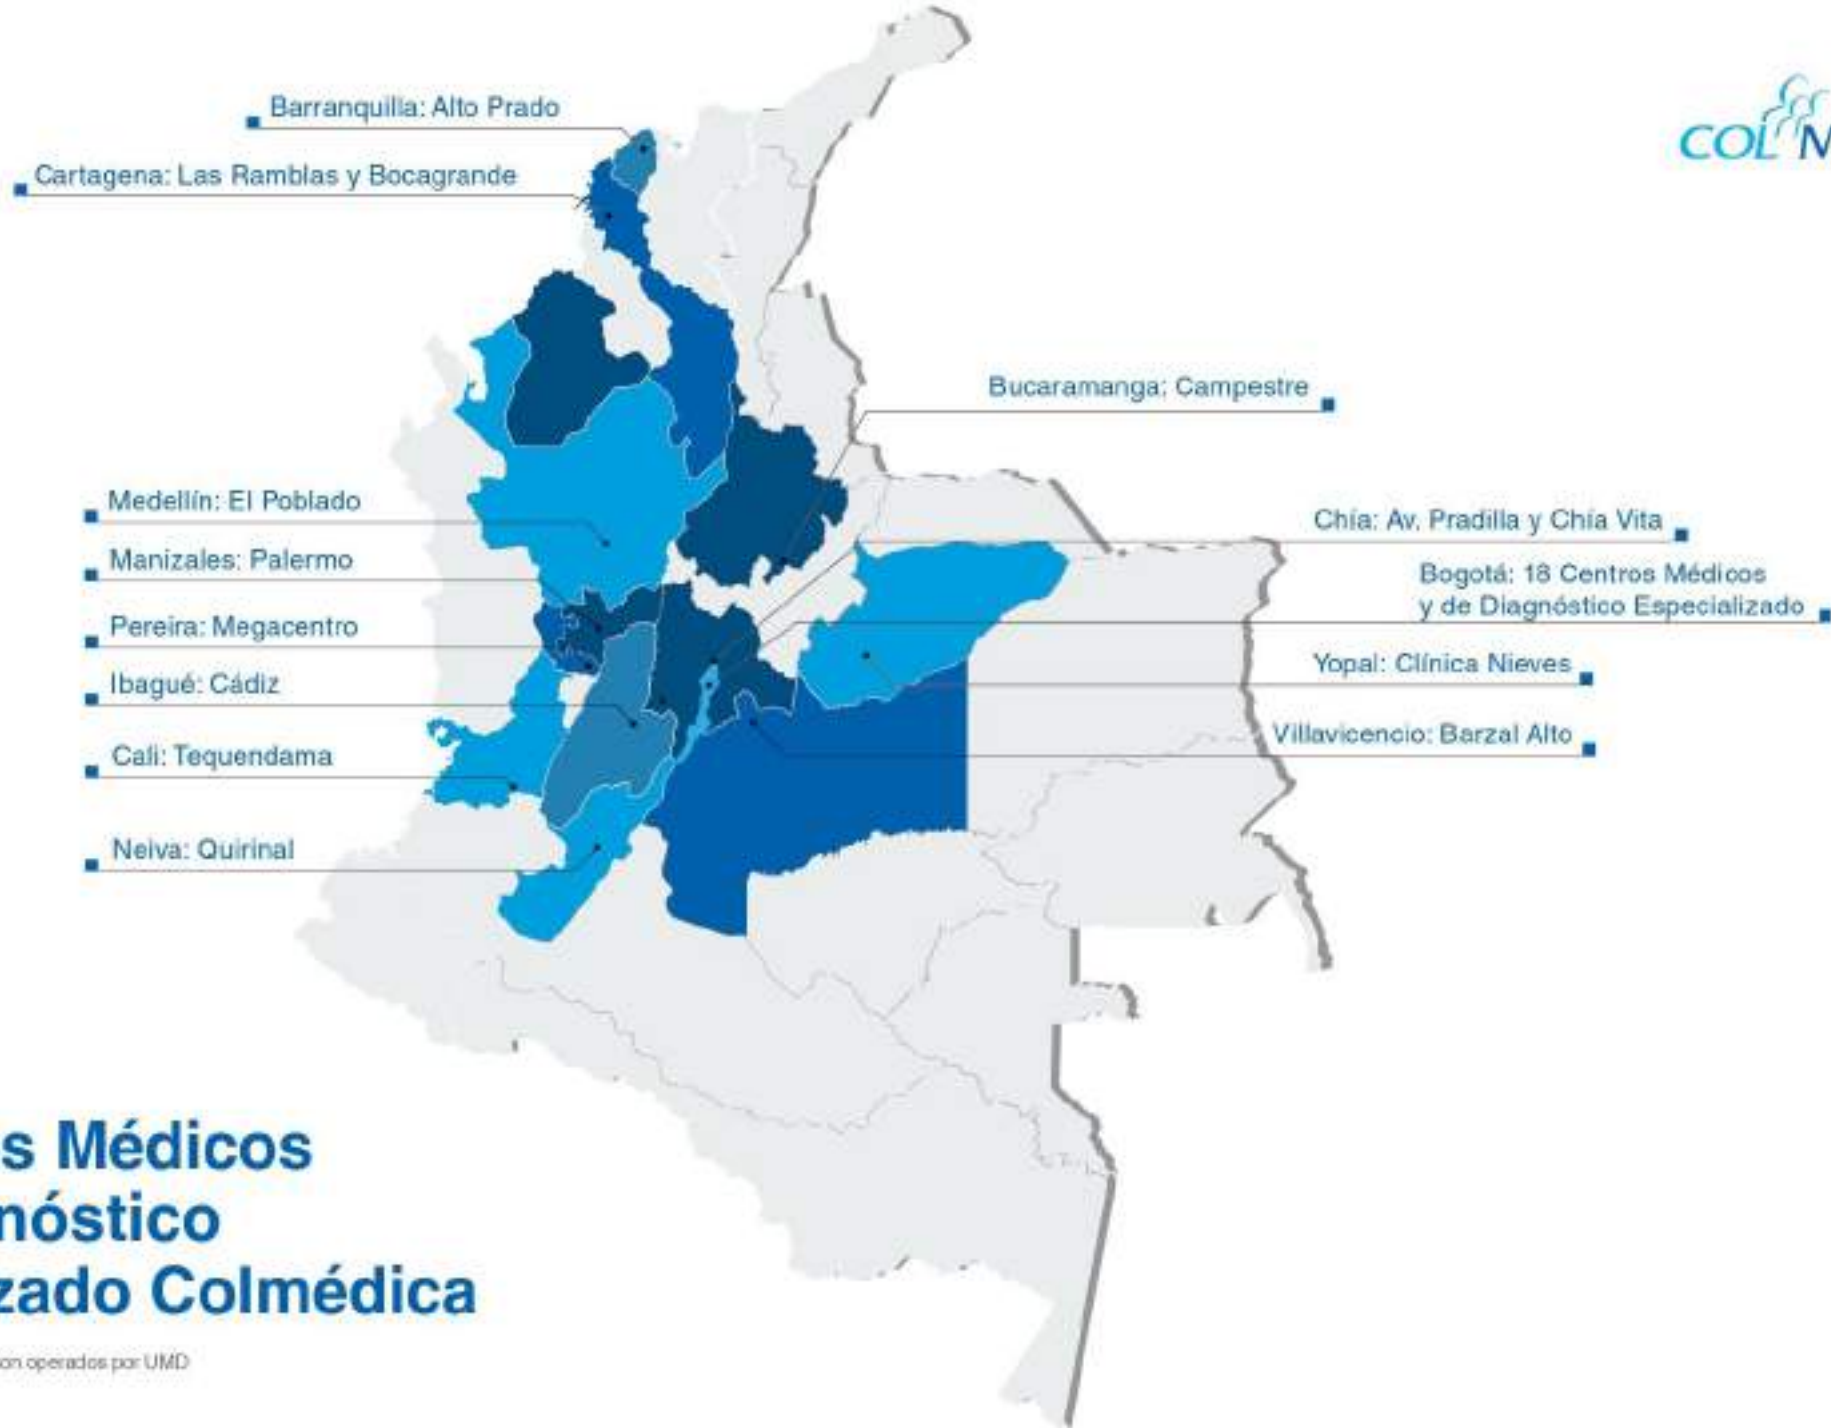 Barranquilla: Alto Prado
COL M
Cartagena: Las Ramblas y Bocagrande
Bucaramanga: Campestre
Medellín: El Poblado
Chía: Av. Pradilla y Chía Vita
Manizales: Palermo
Bogotá: 18 Centros Médicos
y de Diagnóstico Especializado
Pereira: Megacentro
Yopal: Clínica Nieves
Ibagué: Cádiz
Villavicencio: Barzal Alto
Cali: Tequendama
Neiva: Quirinal
s Médicos
nóstico
zado Colmédica
on operados por UMD